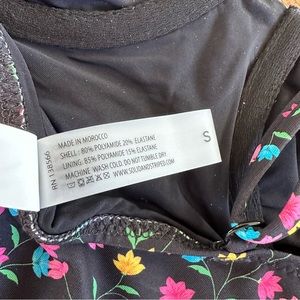 MADE IN MOROCCO
SHELL: 80% POLYAMIDE 20% ELASTANE
LINING: 85% POLYAMIDE 15% ELASTANE
MACHINE WASH COLD. DO NOT TUMBLE DRY
WWW.SOLIDANDSTRIPED.COM
S
RN 138566